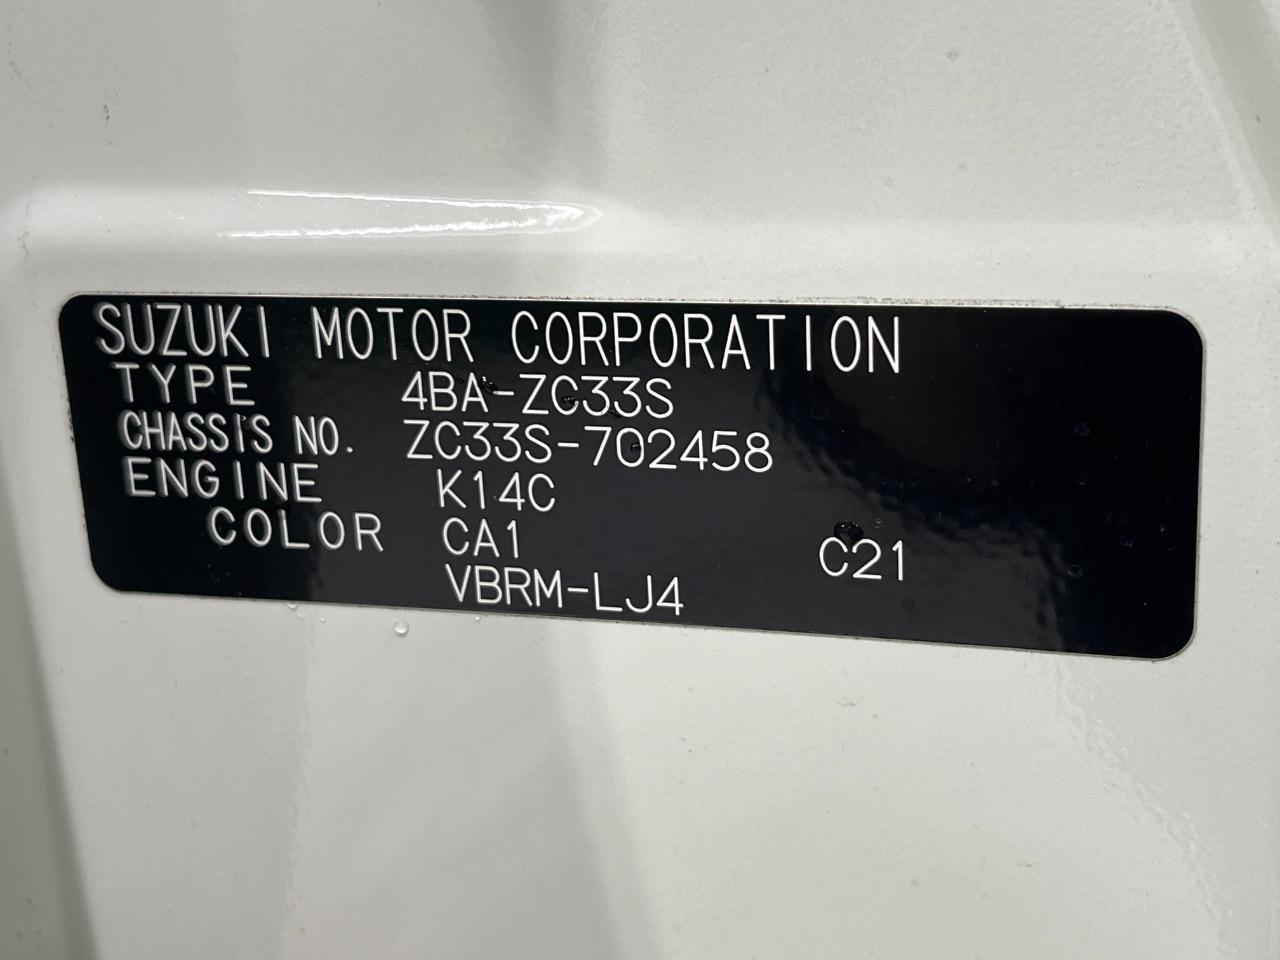 SUZUKI MOTOR CORPORATION
TYPE 4BA-ZC33S
CHASSIS NO. ZC33S-702458
ENGINE K14C
COLOR CA1 C21
VBRM-LJ4